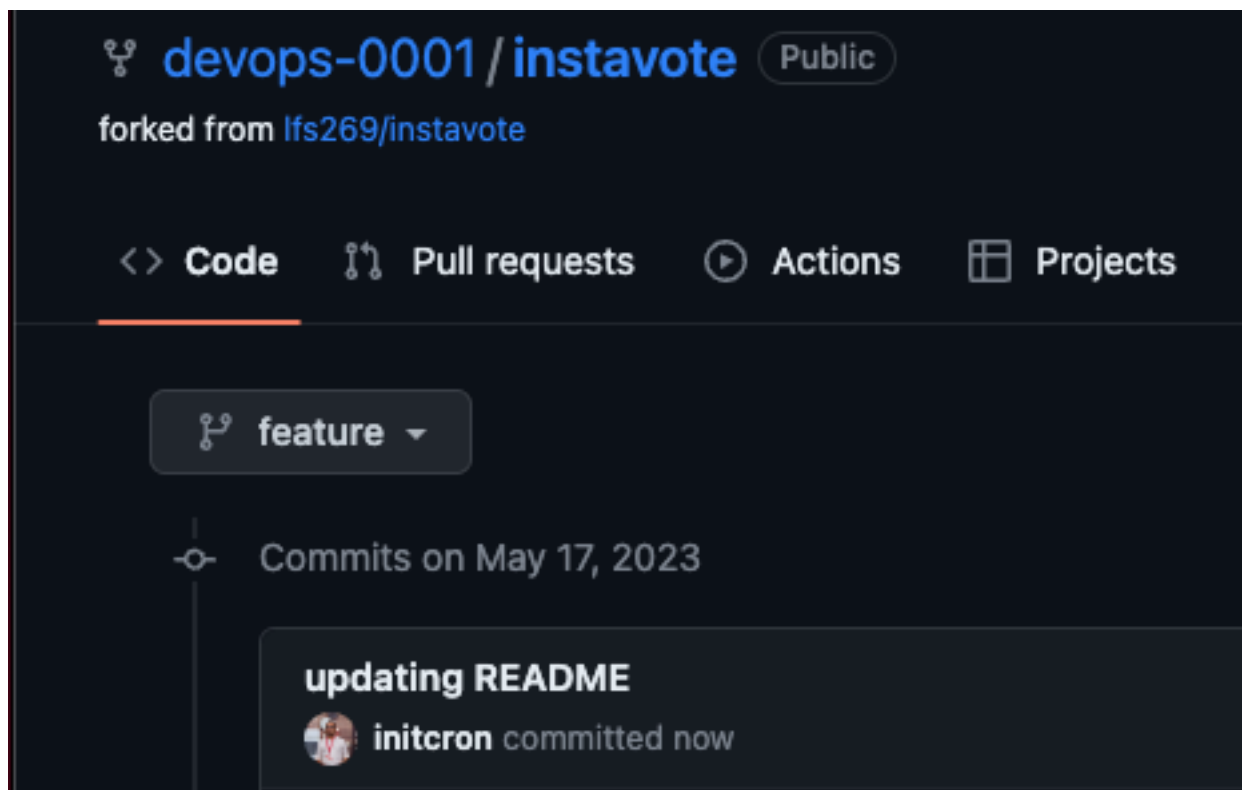 devops-0001/instavote Public
forked from lfs269/instavote
<> Code Pull requests Actions Projects
feature
Commits on May 17, 2023
updating README
initcron committed now